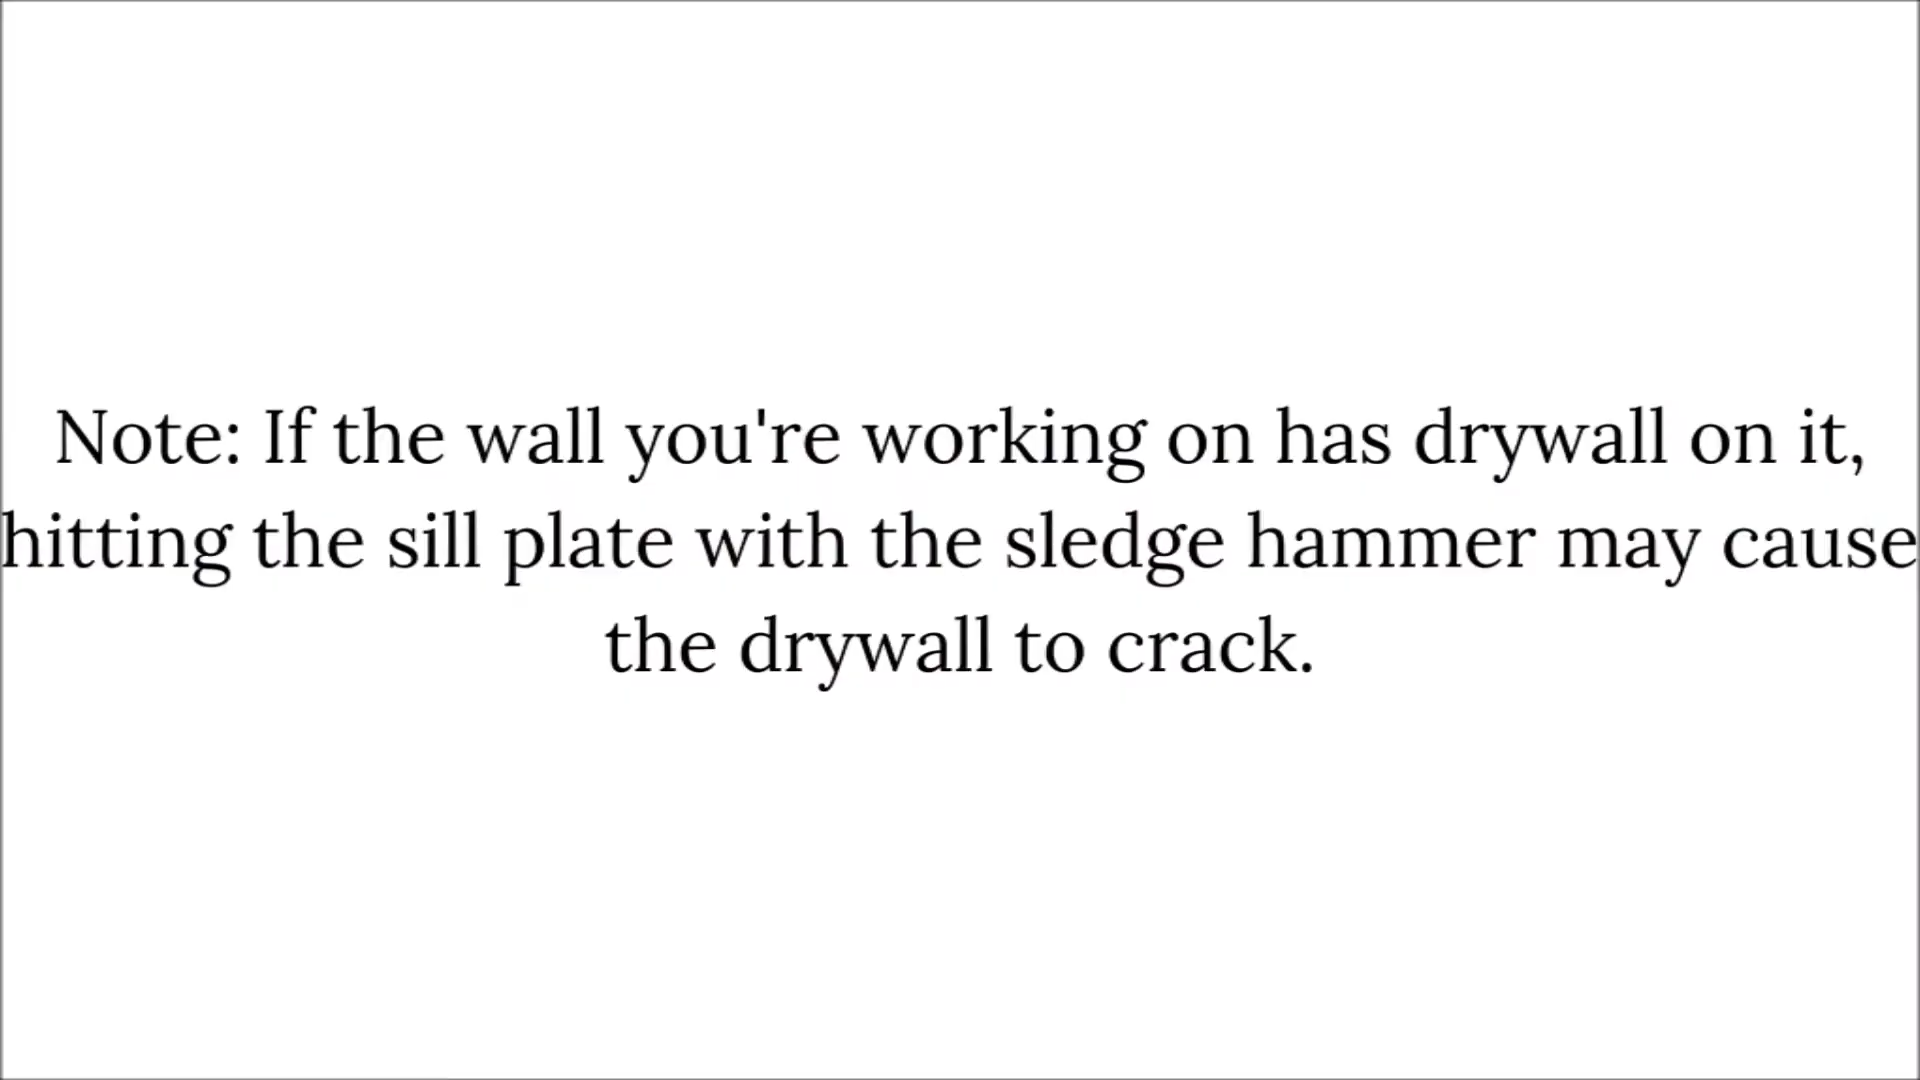 Note: If the wall you're working on has drywall on it,
hitting the sill plate with the sledge hammer may cause
the drywall to crack.